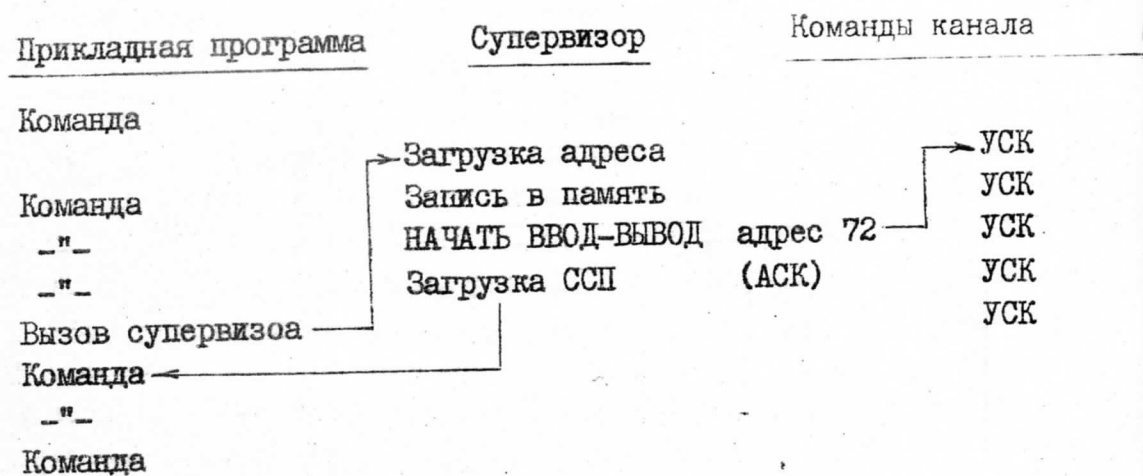 Прикладная программа Супервизор Команды канала
Команда
Загрузка адреса УСК
Запись в память УСК
Команда
НАЧАТЬ ВВОД-ВЫВОД адрес 72 УСК
_"_
Загрузка ССП (АСК) УСК
_"_
УСК
Вызов супервизоа
Команда
_"_
Команда